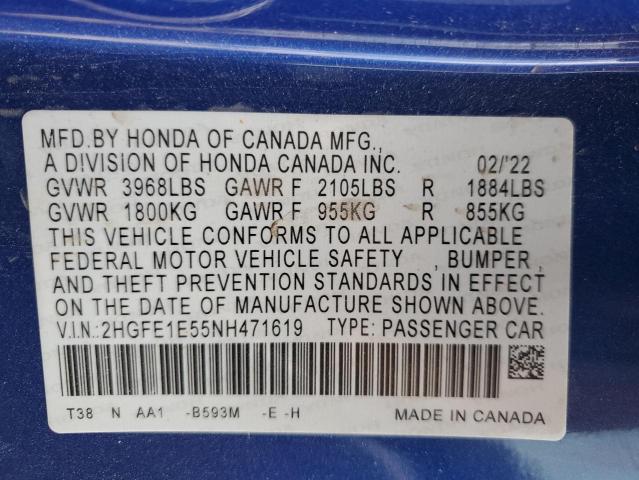 MFD.BY HONDA OF CANADA MFG.,
A DIVISION OF HONDA CANADA INC. 02/'22
GVWR 3968LBS GAWR F 2105LBS R 1884LBS
GVWR 1800KG GAWR F 955KG R 855KG
THIS VEHICLE CONFORMS TO ALL APPLICABLE
FEDERAL MOTOR VEHICLE SAFETY , BUMPER ,
AND THEFT PREVENTION STANDARDS IN EFFECT
ON THE DATE OF MANUFACTURE SHOWN ABOVE.
V.I.N.:2HGFE1E55NH471619 TYPE: PASSENGER CAR
T38 N AA1 -B593M -E -H MADE IN CANADA